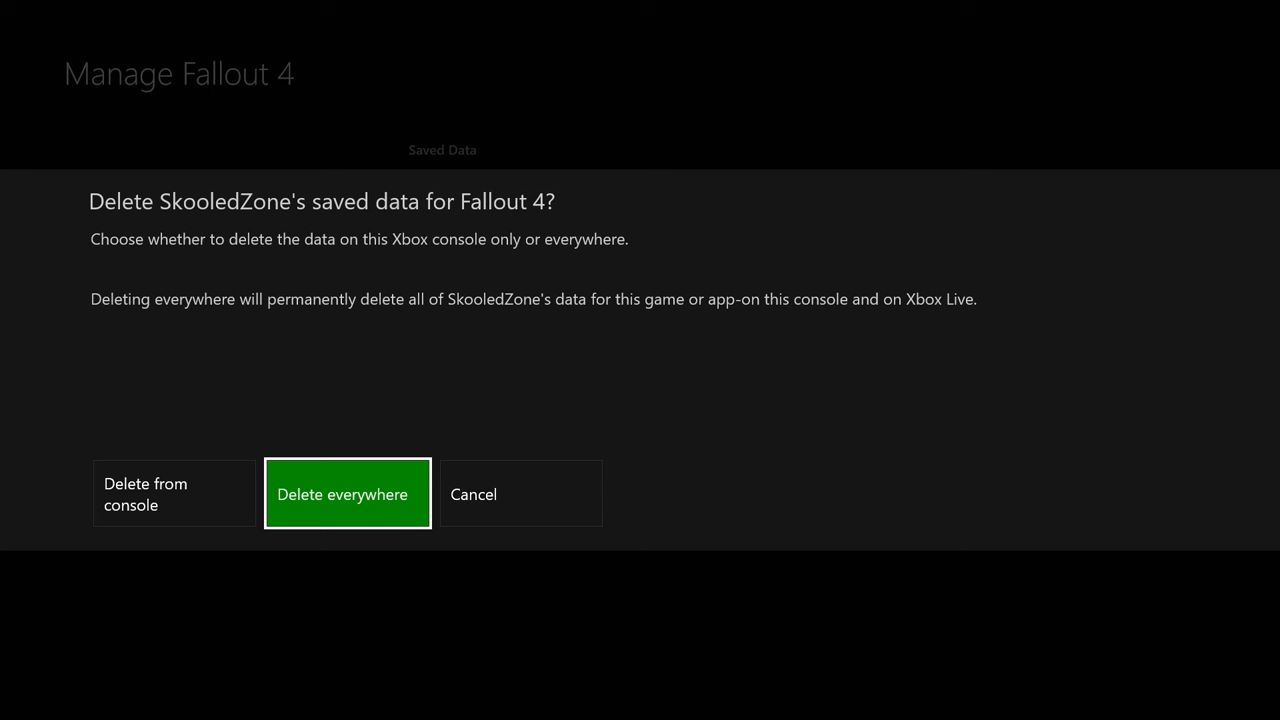 Manage Fallout 4
Saved Data
Delete SkooledZone's saved data for Fallout 4?
Choose whether to delete the data on this Xbox console only or everywhere.
Deleting everywhere will permanently delete all of SkooledZone's data for this game or app-on this console and on Xbox Live.
Delete from
console
Delete everywhere
Cancel